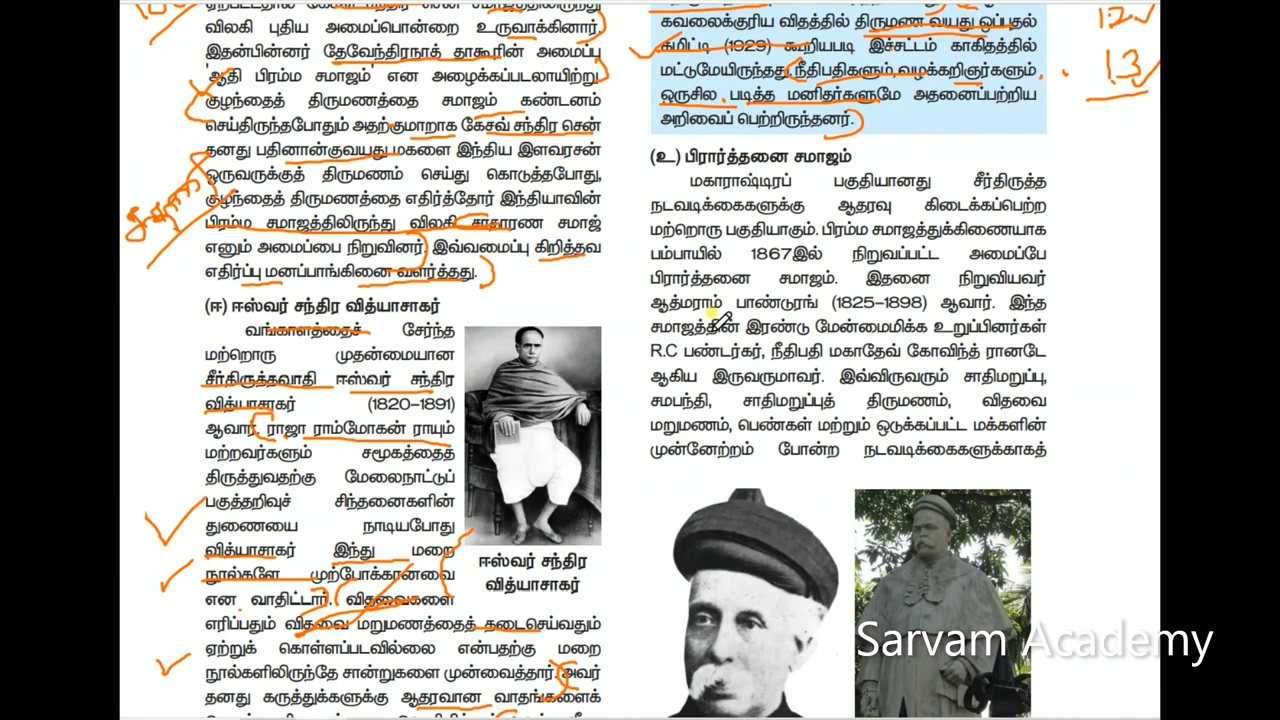 ஏற்பட்டதால் கேசவ் சந்திர சென் சமாஜத்திலிருந்து
விலகி புதிய அமைப்பொன்றை உருவாக்கினார்.
இதன்பின்னர் தேவேந்திரநாத் தாகூரின் அமைப்பு
'ஆதி பிரம்ம சமாஜம்' என அழைக்கப்படலாயிற்று.
குழந்தைத் திருமணத்தை சமாஜம் கண்டனம்
செய்திருந்தபோதும் அதற்குமாறாக கேசவ் சந்திர சென்
தனது பதினான்குவயது மகளை இந்திய இளவரசன்
ஒருவருக்குத் திருமணம் செய்து கொடுத்தபோது,
குழந்தைத் திருமணத்தை எதிர்த்தோர் இந்தியாவின்
பிரம்ம சமாஜத்திலிருந்து விலகி சாதாரண சமாஜ்
எனும் அமைப்பை நிறுவினர். இவ்வமைப்பு கிறித்தவ
எதிர்ப்பு மனப்பாங்கினை வளர்த்தது.
(ஈ) ஈஸ்வர் சந்திர வித்யாசாகர்
வங்காளத்தைச் சேர்ந்த
மற்றொரு முதன்மையான
சீர்திருத்தவாதி ஈஸ்வர் சந்திர
வித்யாசாகர் (1820–1891)
ஆவார். ராஜா ராம்மோகன் ராயும்
மற்றவர்களும் சமூகத்தைத்
திருத்துவதற்கு மேலைநாட்டுப்
பகுத்தறிவுச் சிந்தனைகளின்
துணையை நாடியபோது
வித்யாசாகர் இந்து மறை
நூல்களே முற்போக்கானவை
என வாதிட்டார். விதவைகளை
எரிப்பதும் விதவை மறுமணத்தைத் தடைசெய்வதும்
ஏற்றுக் கொள்ளப்படவில்லை என்பதற்கு மறை
நூல்களிலிருந்தே சான்றுகளை முன்வைத்தார். அவர்
தனது கருத்துக்களுக்கு ஆதரவான வாதங்களைக்
ஈஸ்வர் சந்திர
வித்யாசாகர்
கவலைக்குரிய விதத்தில் திருமண வயது ஒப்புதல்
கமிட்டி (1929) கூறியபடி இச்சட்டம் காகிதத்தில்
மட்டுமேயிருந்தது. நீதிபதிகளும், வழக்கறிஞர்களும்,
ஒருசில படித்த மனிதர்களுமே அதனைப்பற்றிய
அறிவைப் பெற்றிருந்தனர்.
12
13
(உ) பிரார்த்தனை சமாஜம்
மகாராஷ்டிரப் பகுதியானது சீர்திருத்த
நடவடிக்கைகளுக்கு ஆதரவு கிடைக்கப்பெற்ற
மற்றொரு பகுதியாகும். பிரம்ம சமாஜத்துக்கிணையாக
பம்பாயில் 1867இல் நிறுவப்பட்ட அமைப்பே
பிரார்த்தனை சமாஜம். இதனை நிறுவியவர்
ஆத்மராம் பாண்டுரங் (1825–1898) ஆவார். இந்த
சமாஜத்தின் இரண்டு மேன்மைமிக்க உறுப்பினர்கள்
R.C பண்டர்கர், நீதிபதி மகாதேவ் கோவிந்த் ரானடே
ஆகிய இருவருமாவர். இவ்விருவரும் சாதிமறுப்பு,
சமபந்தி, சாதிமறுப்புத் திருமணம், விதவை
மறுமணம், பெண்கள் மற்றும் ஒடுக்கப்பட்ட மக்களின்
முன்னேற்றம் போன்ற நடவடிக்கைகளுக்காகத்
Sarvam Academy